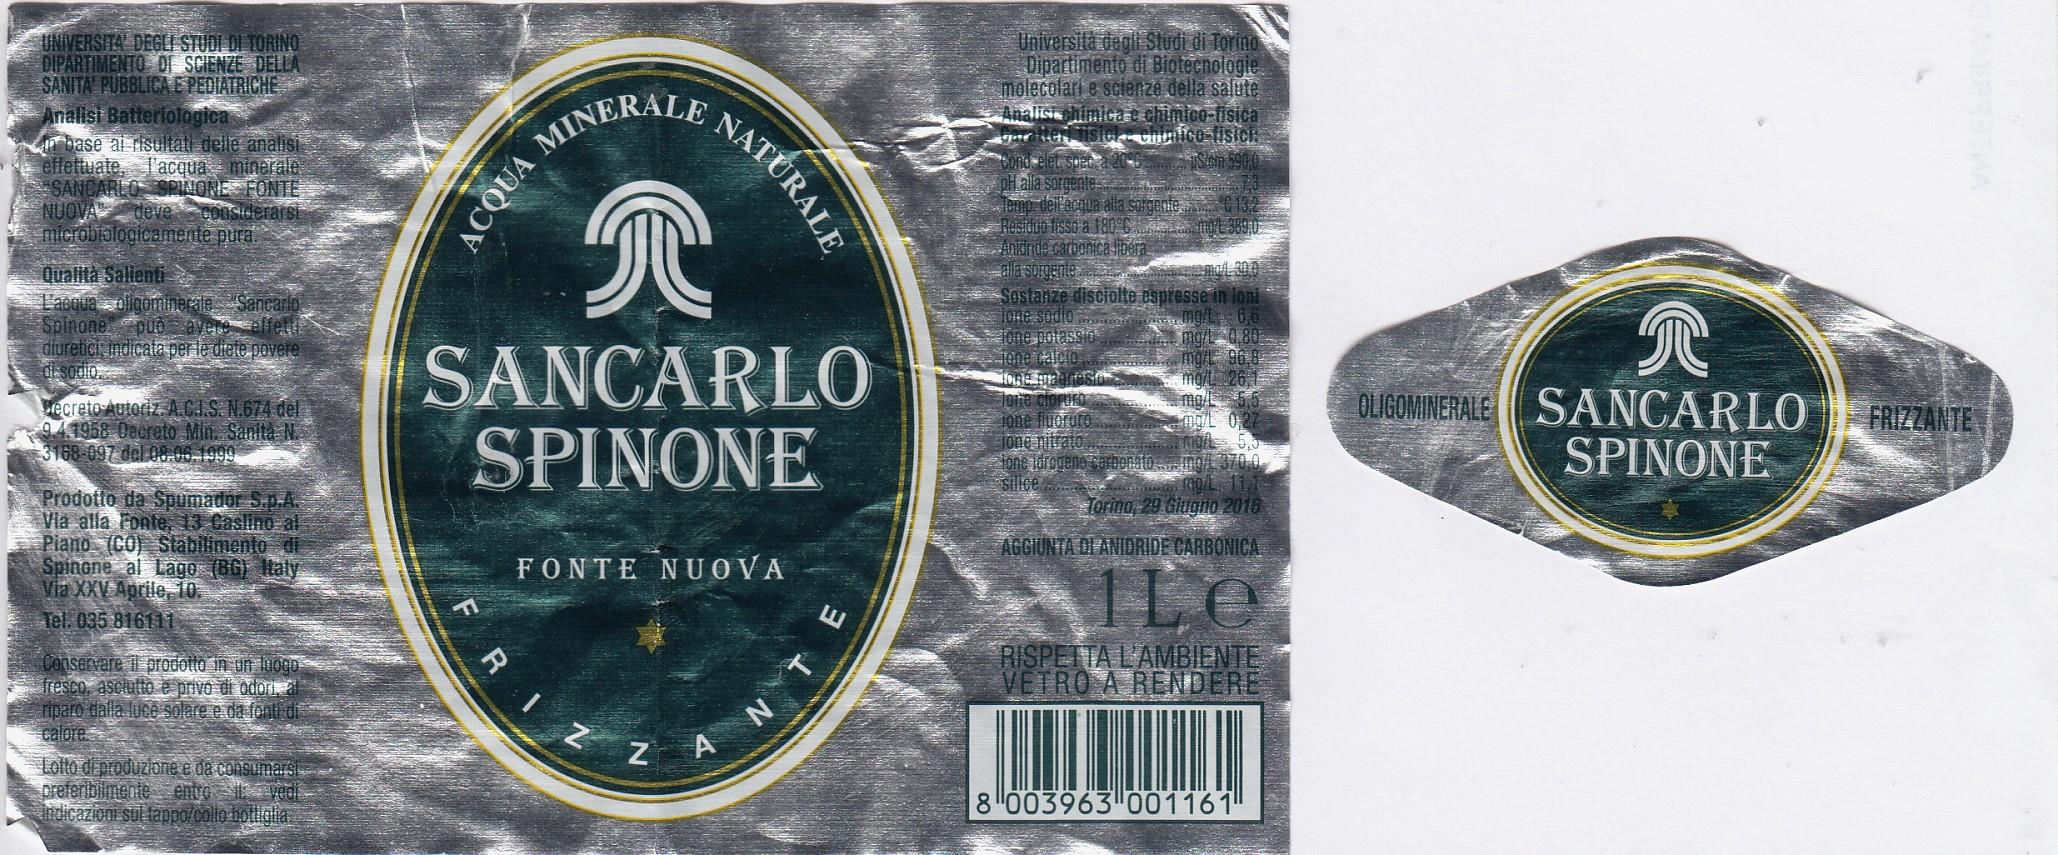 UNIVERSITA' DEGLI STUDI DI TORINO
DIPARTIMENTO DI SCIENZE DELLA
SANITA' PUBBLICA E PEDIATRICHE
Analisi Batteriologica
In base ai risultati delle analisi
effettuate, l'acqua minerale
"SANCARLO SPINONE FONTE
NUOVA" deve considerarsi
microbiologicamente pura.
Qualità Salienti
L'acqua oligominerale "Sancarlo
Spinone" può avere effetti
diuretici; indicata per le diete povere
di sodio.
Decreto Autoriz. A.C.I.S. N.674 del
9.4.1958 Decreto Min. Sanità N.
3168-097 del 08.06.1999
Prodotto da Spumador S.p.A.
Via alla Fonte, 13 Caslino al
Piano (CO) Stabilimento di
Spinone al Lago (BG) Italy
Via XXV Aprile, 10.
Tel. 035 816111
Conservare il prodotto in un luogo
fresco, asciutto e privo di odori, al
riparo dalla luce solare e da fonti di
calore.
Lotto di produzione e da consumarsi
preferibilmente entro il: vedi
indicazioni sul tappo/collo bottiglia
ACQUA MINERALE NATURALE
SANCARLO
SPINONE
FONTE NUOVA
FRIZZANTE
Università degli Studi di Torino
Dipartimento di Biotecnologie
molecolari e scienze della salute
Analisi chimica e chimico-fisica
Caratteri fisici e chimico-fisici:
Cond. elet. spec. a 20°C .......... µS/cm 590,0
pH alla sorgente .......... 7,3
Temp. dell'acqua alla sorgente .......... °C 13,2
Residuo fisso a 180°C .......... mg/L 389,0
Anidride carbonica libera
alla sorgente .......... mg/L 30,0
Sostanze disciolte espresse in ioni
Ione sodio .......... mg/L 6,6
Ione potassio .......... mg/L 0,80
Ione calcio .......... mg/L 96,8
Ione magnesio .......... mg/L 26,1
Ione cloruro .......... mg/L 5,5
Ione fluoruro .......... mg/L 0,27
Ione nitrato .......... mg/L 5,5
Ione idrogeno carbonato ..... mg/L 370,0
silice .......... mg/L 11,1
Torino, 29 Giugno 2016
AGGIUNTA DI ANIDRIDE CARBONICA
1L e
RISPETTA L'AMBIENTE
VETRO A RENDERE
8 003963 001161
OLIGOMINERALE
SANCARLO
SPINONE
FRIZZANTE